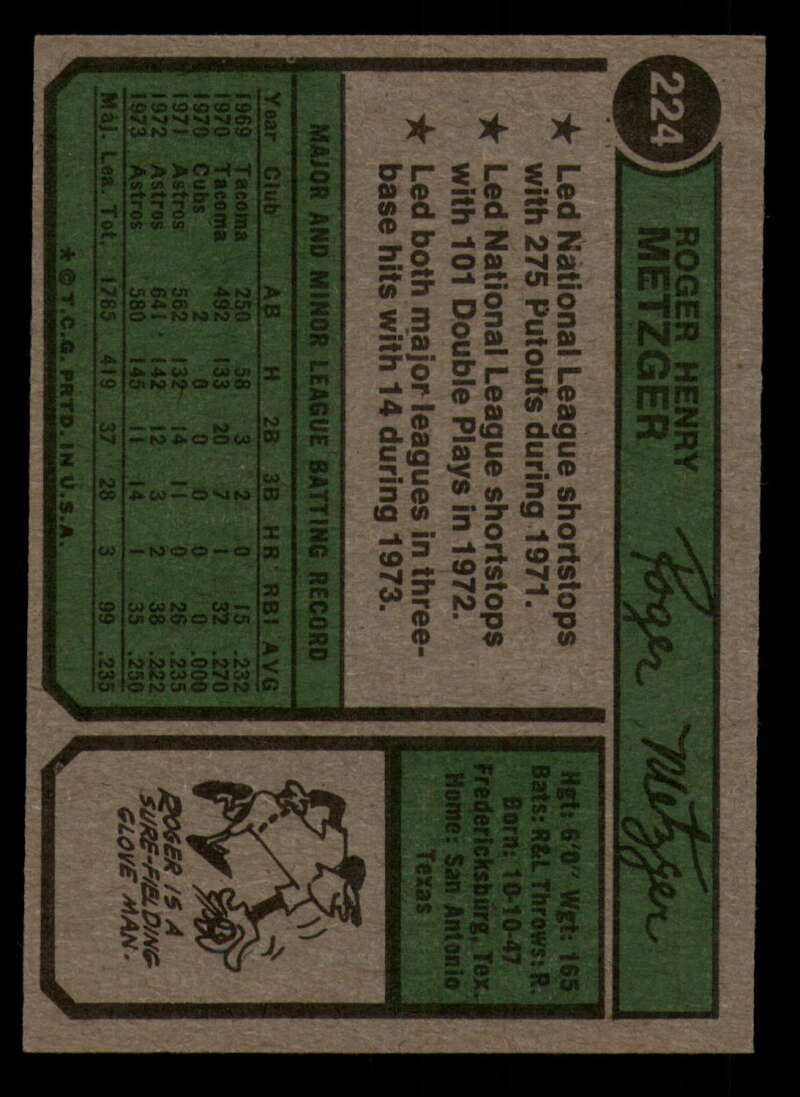 224
ROGER HENRY
METZGER
Roger Metzger
★ Led National League shortstops
with 275 Putouts during 1971.
★ Led National League shortstops
with 101 Double Plays in 1972.
★ Led both major leagues in three-
base hits with 14 during 1973.
MAJOR AND MINOR LEAGUE BATTING RECORD
Year Club AB H 2B 3B HR RBI AVG
1969 Tacoma 250 58 3 2 0 15 .232
1970 Tacoma 492 133 20 7 1 32 .270
1970 Cubs 2 0 0 0 0 0 .000
1971 Astros 562 132 14 11 0 26 .235
1972 Astros 641 142 12 3 2 38 .222
1973 Astros 580 145 11 14 1 35 .250
Maj. Lea. Tot. 1785 419 37 28 3 99 .235
* © T.C.G. PRTD. IN U.S.A.
Hgt: 6'0" Wgt: 165
Bats: R&L Throws: R.
Born: 10-10-47
Fredericksburg, Tex.
Home: San Antonio
Texas
ROGER IS A
SURE-FIELDING
GLOVE MAN.